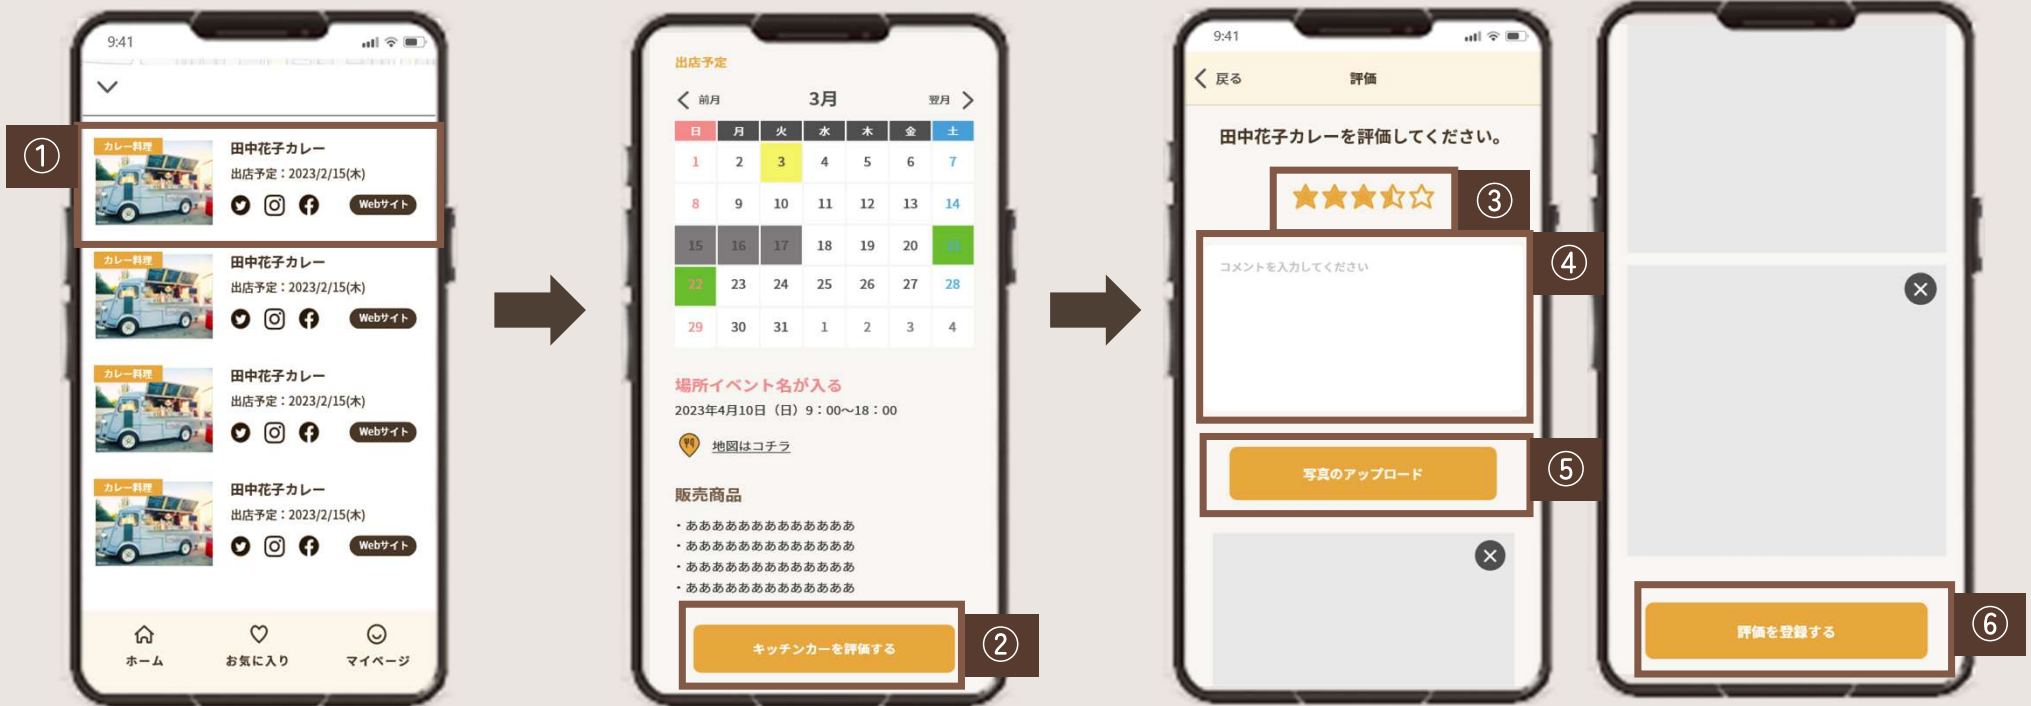 ①
9:41
カレー料理
田中花子カレー
出店予定：2023/2/15(木)
Webサイト
カレー料理
田中花子カレー
出店予定：2023/2/15(木)
Webサイト
カレー料理
田中花子カレー
出店予定：2023/2/15(木)
Webサイト
カレー料理
田中花子カレー
出店予定：2023/2/15(木)
Webサイト
ホーム お気に入り マイページ
出店予定
前月 3月 翌月
日 月 火 水 木 金 土
1 2 3 4 5 6 7
8 9 10 11 12 13 14
15 16 17 18 19 20 21
22 23 24 25 26 27 28
29 30 31 1 2 3 4
場所イベント名が入る
2023年4月10日（日）9：00〜18：00
地図はコチラ
販売商品
・あああああああああああああ
・あああああああああああああ
・あああああああああああああ
・あああああああああああああ
キッチンカーを評価する
②
9:41
戻る 評価
田中花子カレーを評価してください。
③
コメントを入力してください
④
写真のアップロード
⑤
評価を登録する
⑥